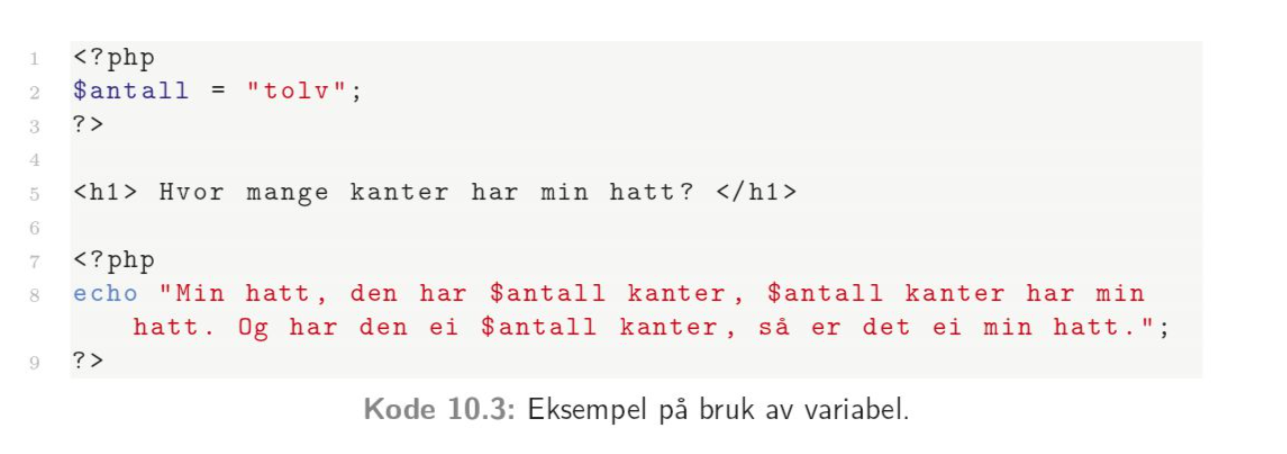 1 <?php
2 $antall = "tolv";
3 ?>
4
5 <h1> Hvor mange kanter har min hatt? </h1>
6
7 <?php
8 echo "Min hatt, den har $antall kanter, $antall kanter har min
hatt. Og har den ei $antall kanter, så er det ei min hatt.";
9 ?>
Kode 10.3: Eksempel på bruk av variabel.